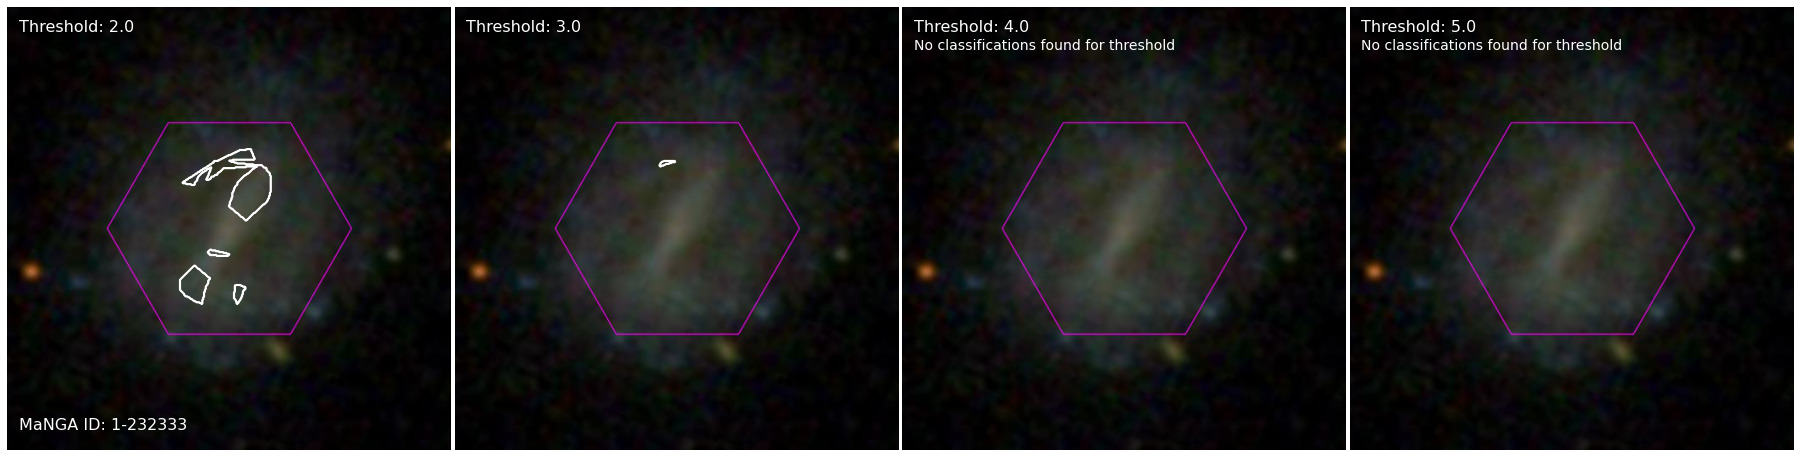 Threshold: 2.0
MaNGA ID: 1-232333
Threshold: 3.0
Threshold: 4.0
No classifications found for threshold
Threshold: 5.0
No classifications found for threshold